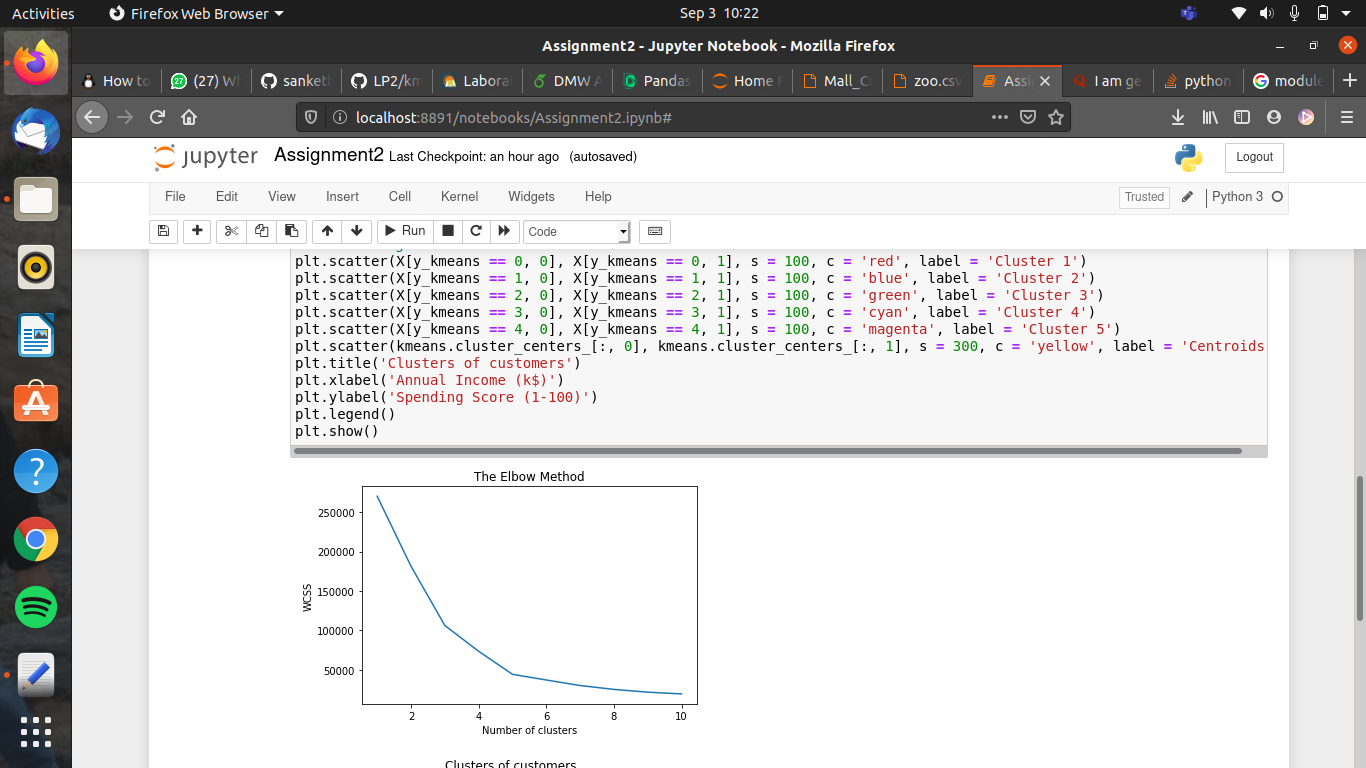 Activities
Firefox Web Browser
Sep 3 10:22
Assignment2 - Jupyter Notebook - Mozilla Firefox
How to
(27) W
sanket
LP2/km
Labora
DMW A
Pandas
Home
Mall_C
zoo.csv
Assi
I am ge
python
module
localhost:8891/notebooks/Assignment2.ipynb#
jupyter
Assignment2 Last Checkpoint: an hour ago (autosaved)
Logout
File Edit View Insert Cell Kernel Widgets Help
Trusted
Python 3
Run
Code
plt.scatter(X[y_kmeans == 0, 0], X[y_kmeans == 0, 1], s = 100, c = 'red', label = 'Cluster 1')
plt.scatter(X[y_kmeans == 1, 0], X[y_kmeans == 1, 1], s = 100, c = 'blue', label = 'Cluster 2')
plt.scatter(X[y_kmeans == 2, 0], X[y_kmeans == 2, 1], s = 100, c = 'green', label = 'Cluster 3')
plt.scatter(X[y_kmeans == 3, 0], X[y_kmeans == 3, 1], s = 100, c = 'cyan', label = 'Cluster 4')
plt.scatter(X[y_kmeans == 4, 0], X[y_kmeans == 4, 1], s = 100, c = 'magenta', label = 'Cluster 5')
plt.scatter(kmeans.cluster_centers_[:, 0], kmeans.cluster_centers_[:, 1], s = 300, c = 'yellow', label = 'Centroids
plt.title('Clusters of customers')
plt.xlabel('Annual Income (k$)')
plt.ylabel('Spending Score (1-100)')
plt.legend()
plt.show()
The Elbow Method
250000
200000
150000
100000
50000
WCSS
2 4 6 8 10
Number of clusters
Clusters of customers